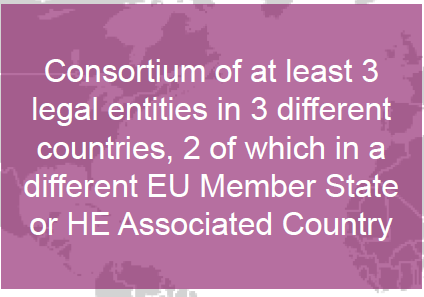 Consortium of at least 3
legal entities in 3 different
countries, 2 of which in a
different EU Member State
or HE Associated Country